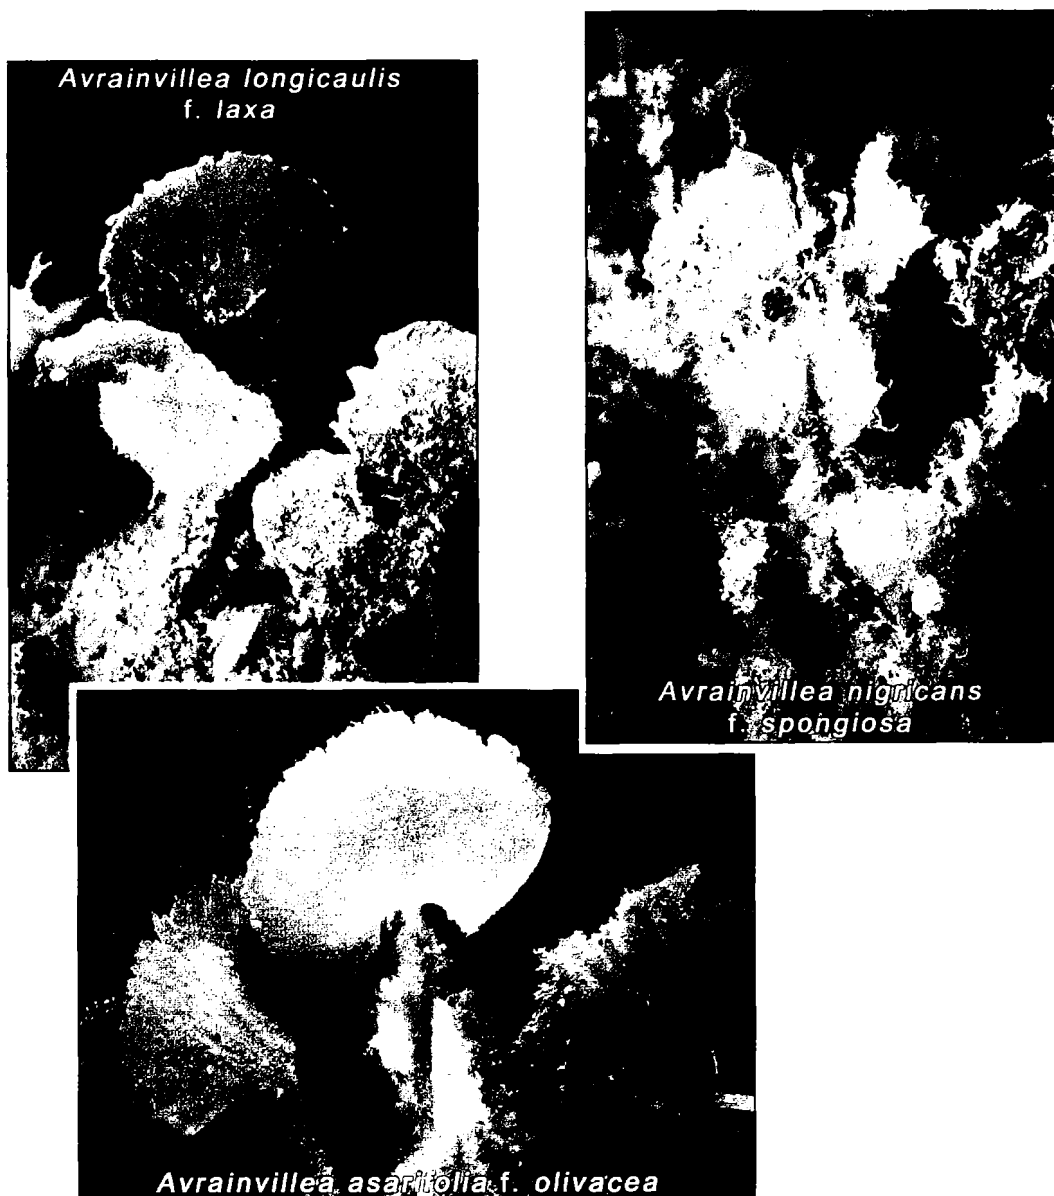 Avrainvillea longicaulis
f. laxa
Avrainvillea nigricans
f. spongiosa
Avrainvillea asarifolia f. olivacea